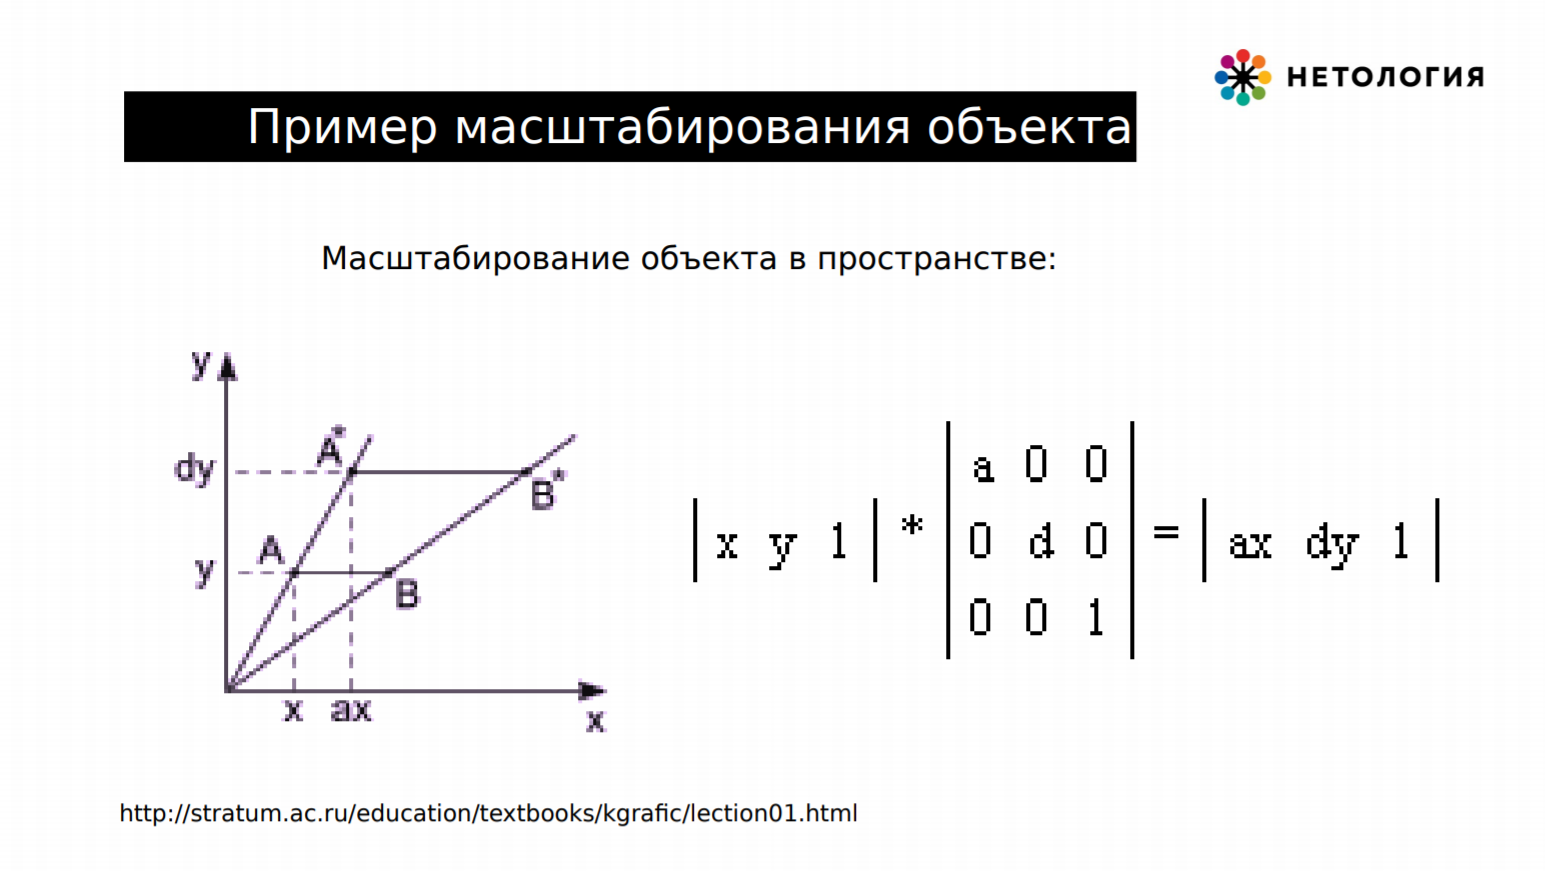 НЕТОЛОГИЯ
Пример масштабирования объекта
Масштабирование объекта в пространстве:
y
dy
A*
B*
A
y
B
x ax
x
| x y 1 | * | a 0 0 | = | ax dy 1 |
0 d 0
0 0 1
http://stratum.ac.ru/education/textbooks/kgrafic/lection01.html